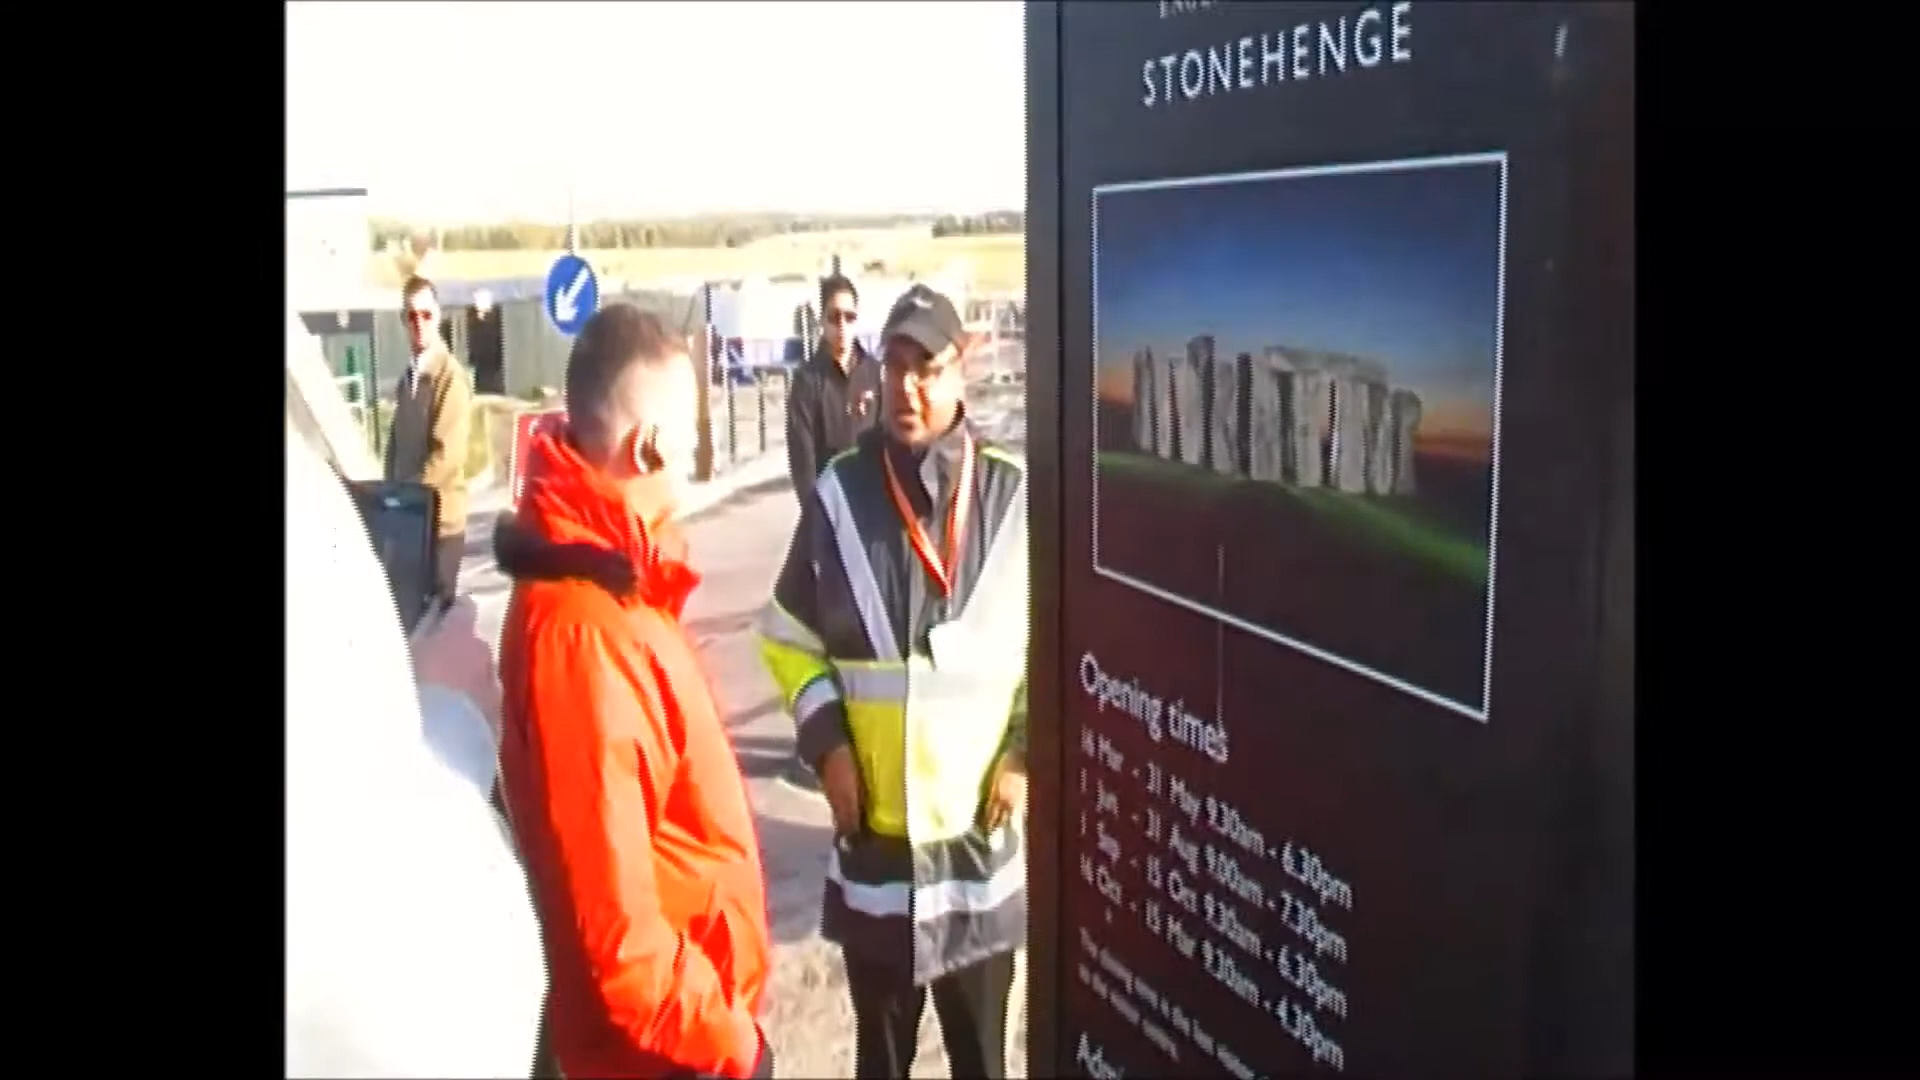 STONEHENGE
Opening times
16 Mar - 31 May 9.30am - 6.30pm
1 Jun - 31 Aug 9.00am - 7.30pm
1 Sep - 15 Oct 9.30am - 6.30pm
16 Oct - 15 Mar 9.30am - 4.30pm